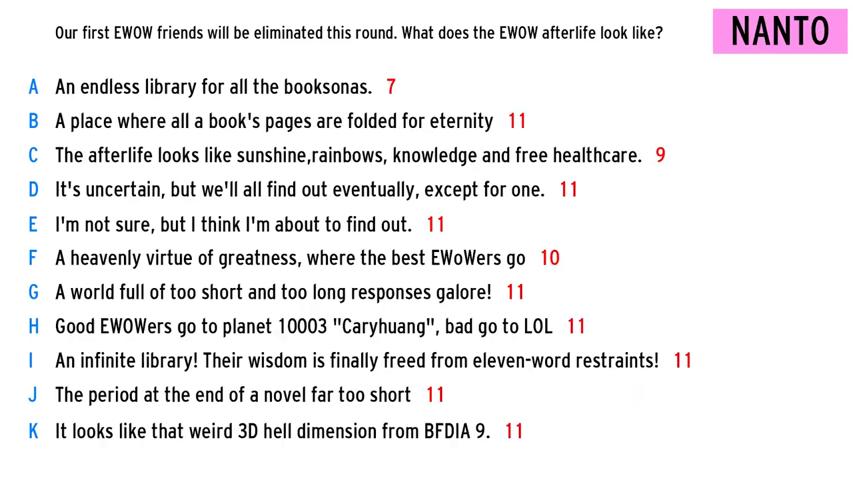 Our first EWOW friends will be eliminated this round. What does the EWOW afterlife look like?
NANTO
A An endless library for all the booksonas. 7
B A place where all a book's pages are folded for eternity 11
C The afterlife looks like sunshine,rainbows, knowledge and free healthcare. 9
D It's uncertain, but we'll all find out eventually, except for one. 11
E I'm not sure, but I think I'm about to find out. 11
F A heavenly virtue of greatness, where the best EWoWers go 10
G A world full of too short and too long responses galore! 11
H Good EWOWers go to planet 10003 "Caryhuang", bad go to LOL 11
I An infinite library! Their wisdom is finally freed from eleven-word restraints! 11
J The period at the end of a novel far too short 11
K It looks like that weird 3D hell dimension from BFDIA 9. 11